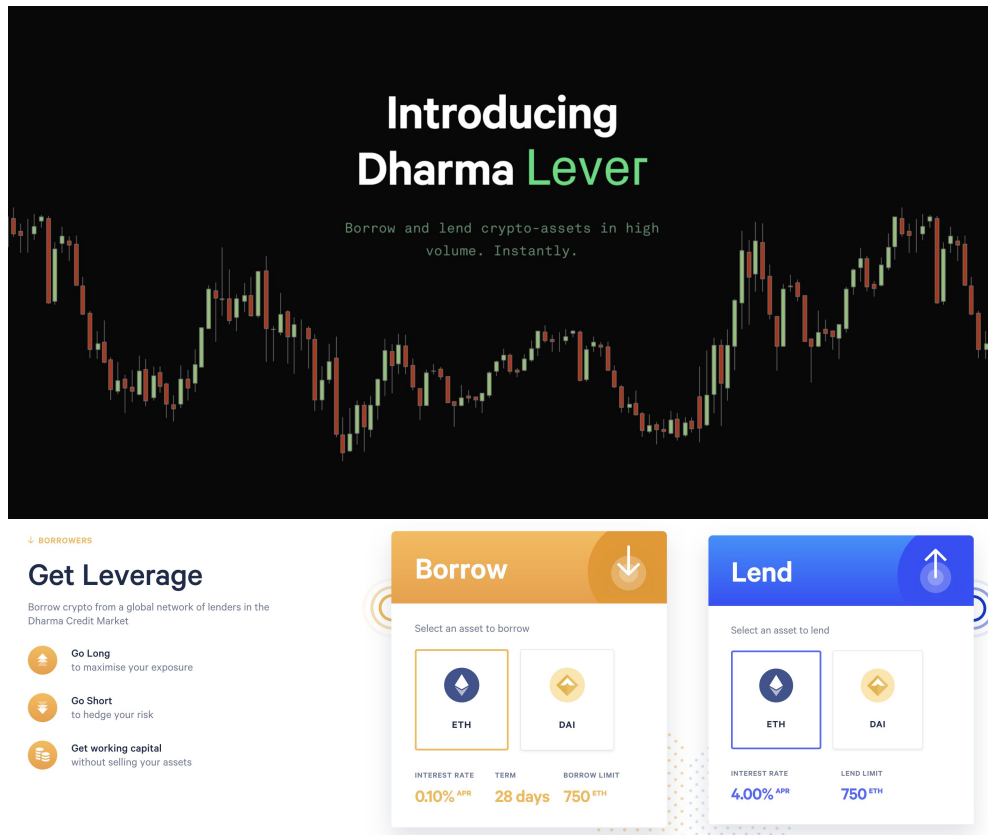 Introducing
Dharma Lever
Borrow and lend crypto-assets in high
volume. Instantly.
↓ BORROWERS
Get Leverage
Borrow crypto from a global network of lenders in the
Dharma Credit Market
Go Long
to maximise your exposure
Go Short
to hedge your risk
Get working capital
without selling your assets
Borrow
Select an asset to borrow
ETH DAI
INTEREST RATE TERM BORROW LIMIT
0.10% APR 28 days 750 ETH
Lend
Select an asset to lend
ETH DAI
INTEREST RATE LEND LIMIT
4.00% APR 750 ETH